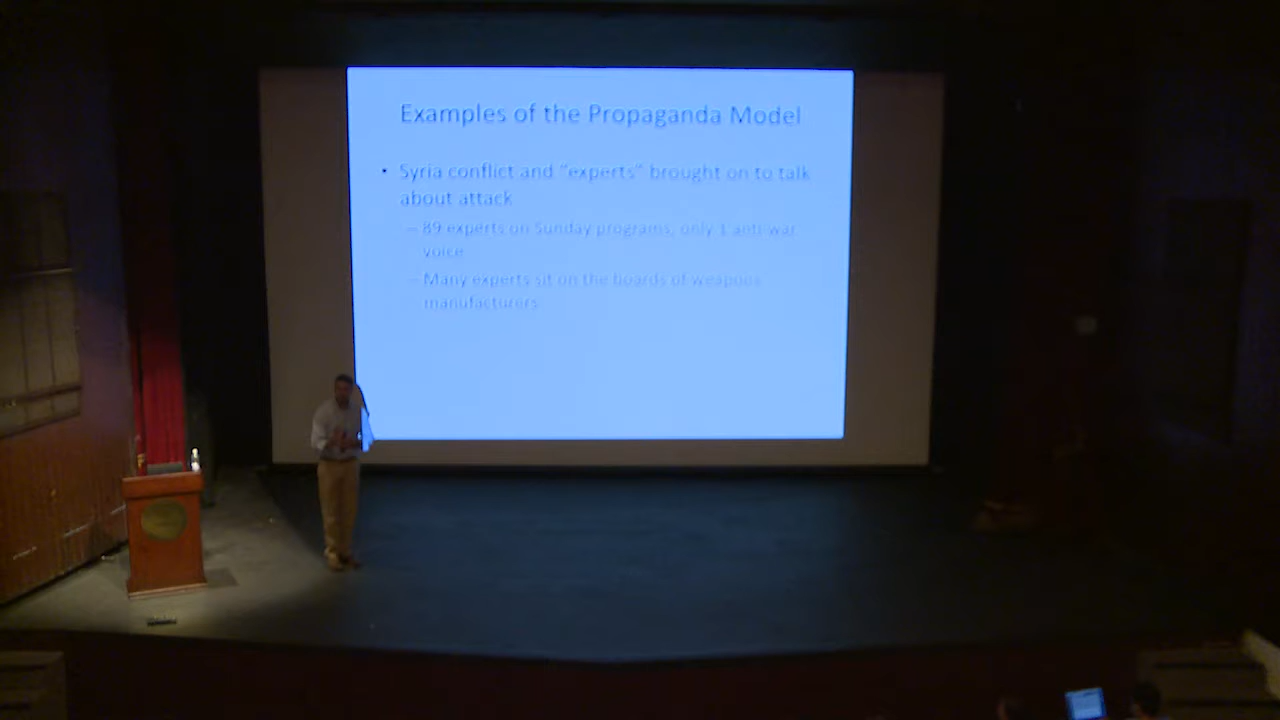 Examples of the Propaganda Model
• Syria conflict and "experts" brought on to talk
about attack
– 89 experts on Sunday programs, only 1 anti-war
voice
– Many experts sit on the boards of weapons
manufacturers